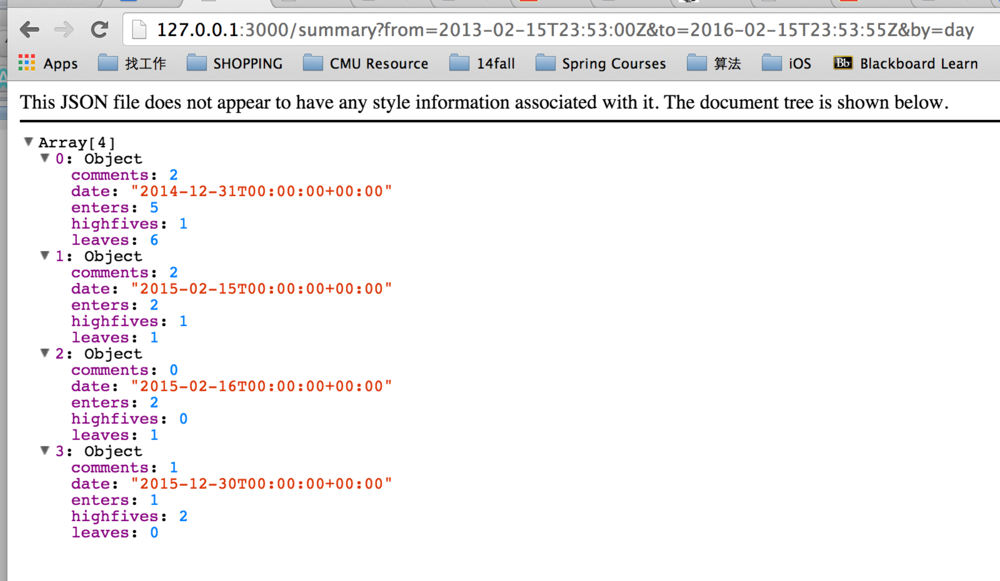 127.0.0.1:3000/summary?from=2013-02-15T23:53:00Z&to=2016-02-15T23:53:55Z&by=day
Apps 找工作 SHOPPING CMU Resource 14fall Spring Courses 算法 iOS Bb Blackboard Learn
This JSON file does not appear to have any style information associated with it. The document tree is shown below.
Array[4]
0: Object
comments: 2
date: "2014-12-31T00:00:00+00:00"
enters: 5
highfives: 1
leaves: 6
1: Object
comments: 2
date: "2015-02-15T00:00:00+00:00"
enters: 2
highfives: 1
leaves: 1
2: Object
comments: 0
date: "2015-02-16T00:00:00+00:00"
enters: 2
highfives: 0
leaves: 1
3: Object
comments: 1
date: "2015-12-30T00:00:00+00:00"
enters: 1
highfives: 2
leaves: 0